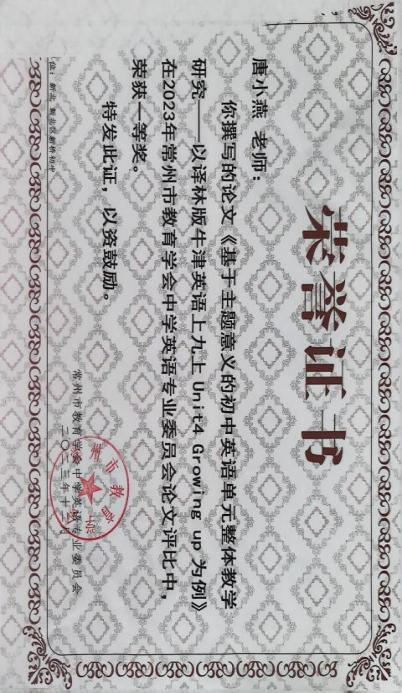 荣誉证书
唐小燕 老师：
你撰写的论文《基于主题意义的初中英语单元整体教学
研究——以译林版牛津英语上九上 Unit4 Growing up 为例》
在2023年常州市教育学会中学英语专业委员会论文评比中，
荣获一等奖。
特发此证，以资鼓励。
常州市教育学会中学英语专业委员会
二〇二三年十